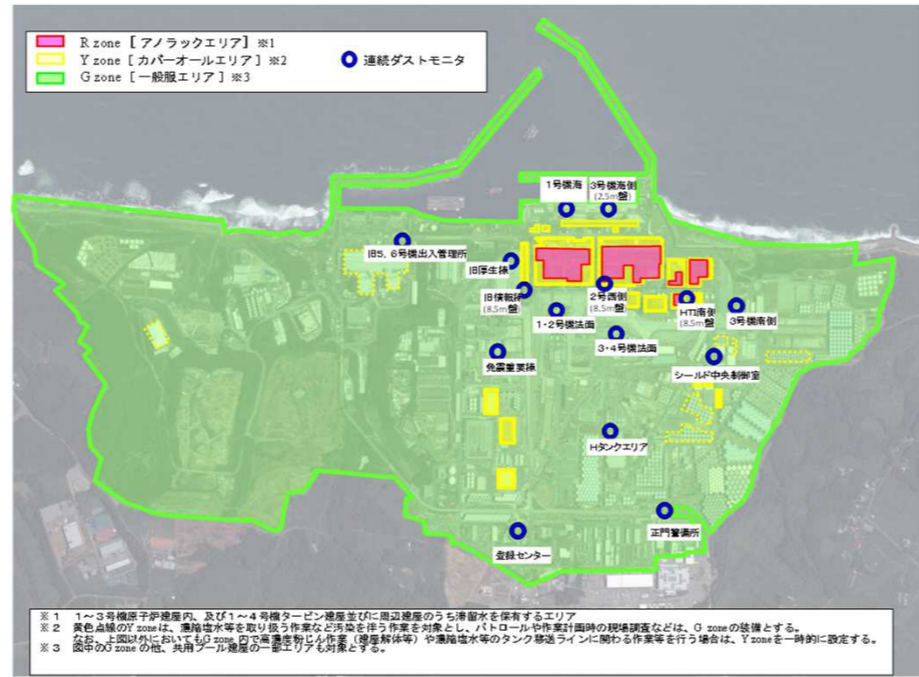 R zone [アノラックエリア] ※1
Y zone [カバーオールエリア] ※2
G zone [一般服エリア] ※3
連続ダストモニタ
1号機海
3号機海側
(2.5m盤)
旧5,6号機出入管理所
旧厚生棟
旧情報棟
(8.5m盤)
2号西側
(8.5m盤)
HTI南側
(8.5m盤)
3号機南側
1・2号機法面
3・4号機法面
免震重要棟
シールド中央制御室
Hタンクエリア
正門警備所
登録センター
※1 1～3号機原子炉建屋内、及び1～4号機タービン建屋並びに周辺建屋のうち滞留水を保有するエリア
※2 黄色点線のY zoneは、濃縮塩水等を取り扱う作業など汚染を伴う作業を対象とし、パトロールや作業計画時の現場調査などは、G zoneの装備とする。
なお、上図以外においてもG zone内で高濃度粉じん作業（建屋解体等）や濃縮塩水等のタンク移送ラインに関わる作業等を行う場合は、Y zoneを一時的に設定する。
※3 図中のG zoneの他、共用プール建屋の一部エリアも対象とする。